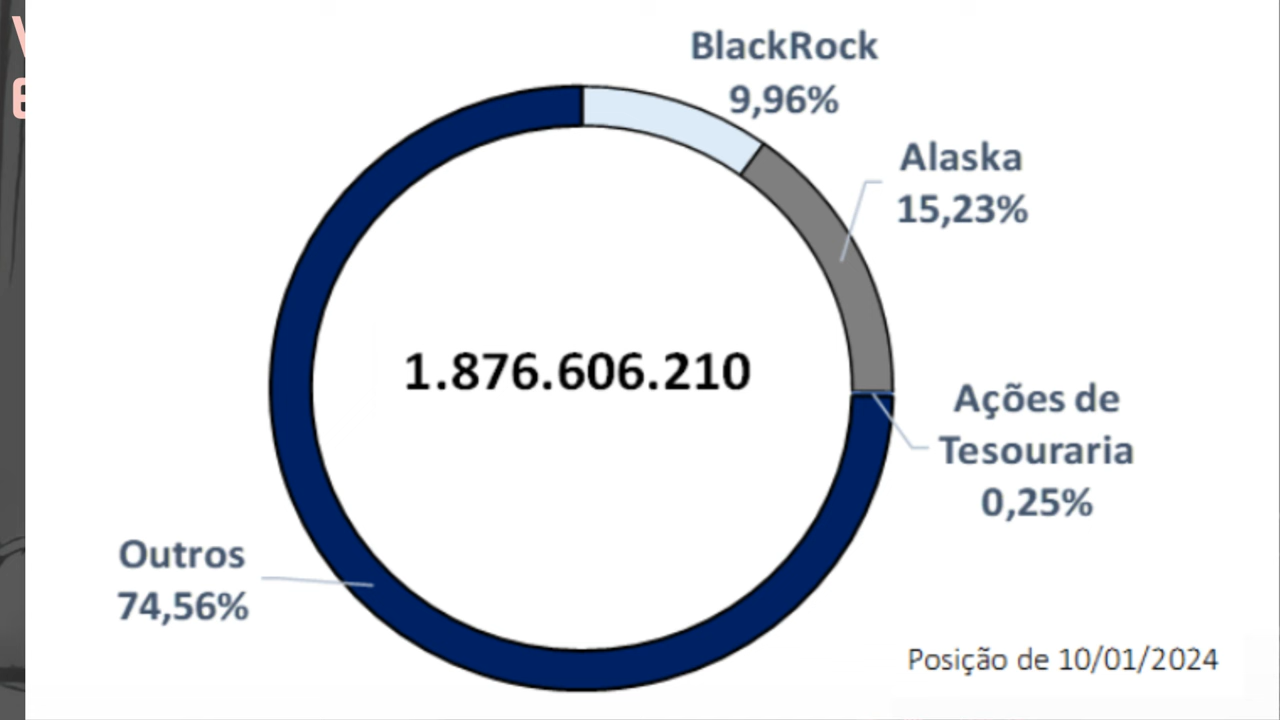 BlackRock
9,96%
Alaska
15,23%
1.876.606.210
Ações de
Tesouraria
0,25%
Outros
74,56%
Posição de 10/01/2024